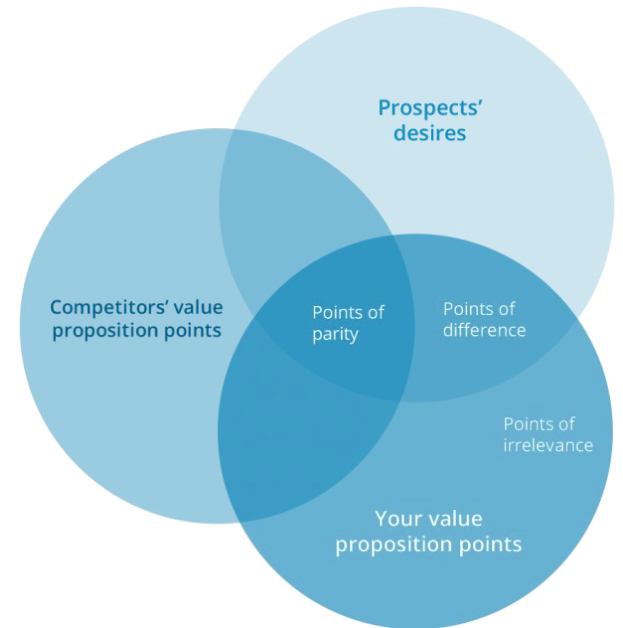 Prospects’
desires
Competitors’ value
proposition points
Points of
parity
Points of
difference
Points of
irrelevance
Your value
proposition points